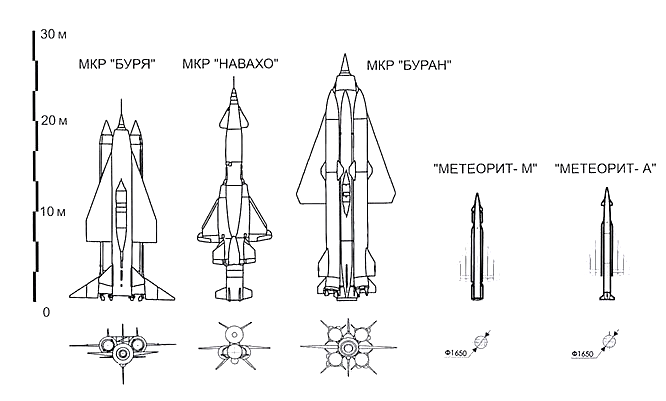 30 м
МКР "БУРЯ"
МКР "НАВАХО"
МКР "БУРАН"
20 м
"МЕТЕОРИТ- М"
"МЕТЕОРИТ- А"
10 м
0
Ф1650
Ф1650